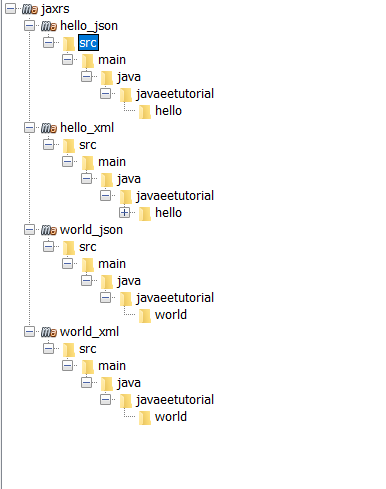 jaxrs
hello_json
src
main
java
javaeetutorial
hello
hello_xml
src
main
java
javaeetutorial
hello
world_json
src
main
java
javaeetutorial
world
world_xml
src
main
java
javaeetutorial
world